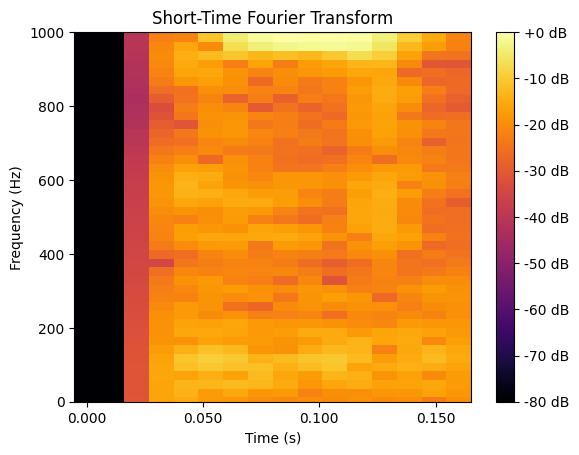 Short-Time Fourier Transform
1000
800
600
400
200
0
Frequency (Hz)
0.000
0.050
0.100
0.150
Time (s)
+0 dB
-10 dB
-20 dB
-30 dB
-40 dB
-50 dB
-60 dB
-70 dB
-80 dB